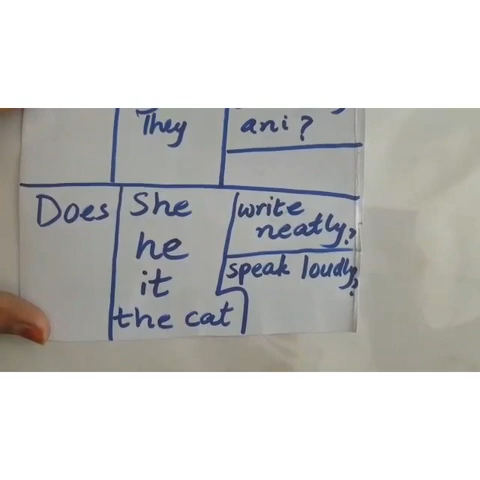 They
ani?
Does
She
he
it
the cat
write
neatly?
speak loudly?